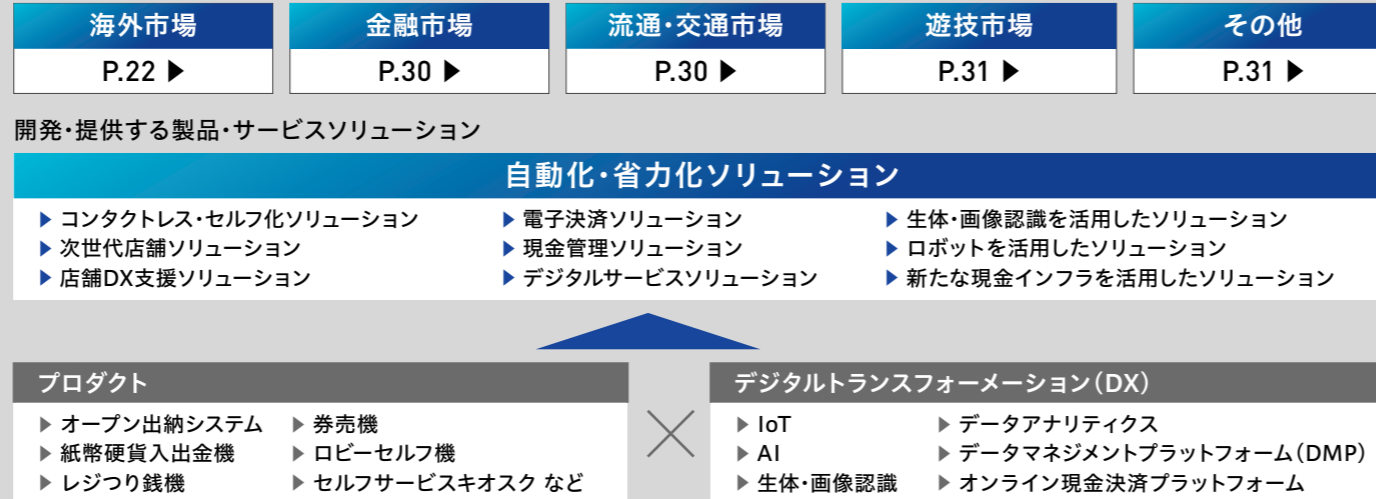 海外市場 金融市場 流通・交通市場 遊技市場 その他
P.22 ▶ P.30 ▶ P.30 ▶ P.31 ▶ P.31 ▶
開発・提供する製品・サービスソリューション
自動化・省力化ソリューション
▶ コンタクトレス・セルフ化ソリューション ▶ 電子決済ソリューション ▶ 生体・画像認識を活用したソリューション
▶ 次世代店舗ソリューション ▶ 現金管理ソリューション ▶ ロボットを活用したソリューション
▶ 店舗DX支援ソリューション ▶ デジタルサービスソリューション ▶ 新たな現金インフラを活用したソリューション
プロダクト デジタルトランスフォーメーション(DX)
▶ オープン出納システム ▶ 券売機 ▶ IoT ▶ データアナリティクス
▶ 紙幣硬貨入出金機 ▶ ロビーセルフ機 ▶ AI ▶ データマネジメントプラットフォーム(DMP)
▶ レジつり銭機 ▶ セルフサービスキオスク など ▶ 生体・画像認識 ▶ オンライン現金決済プラットフォーム